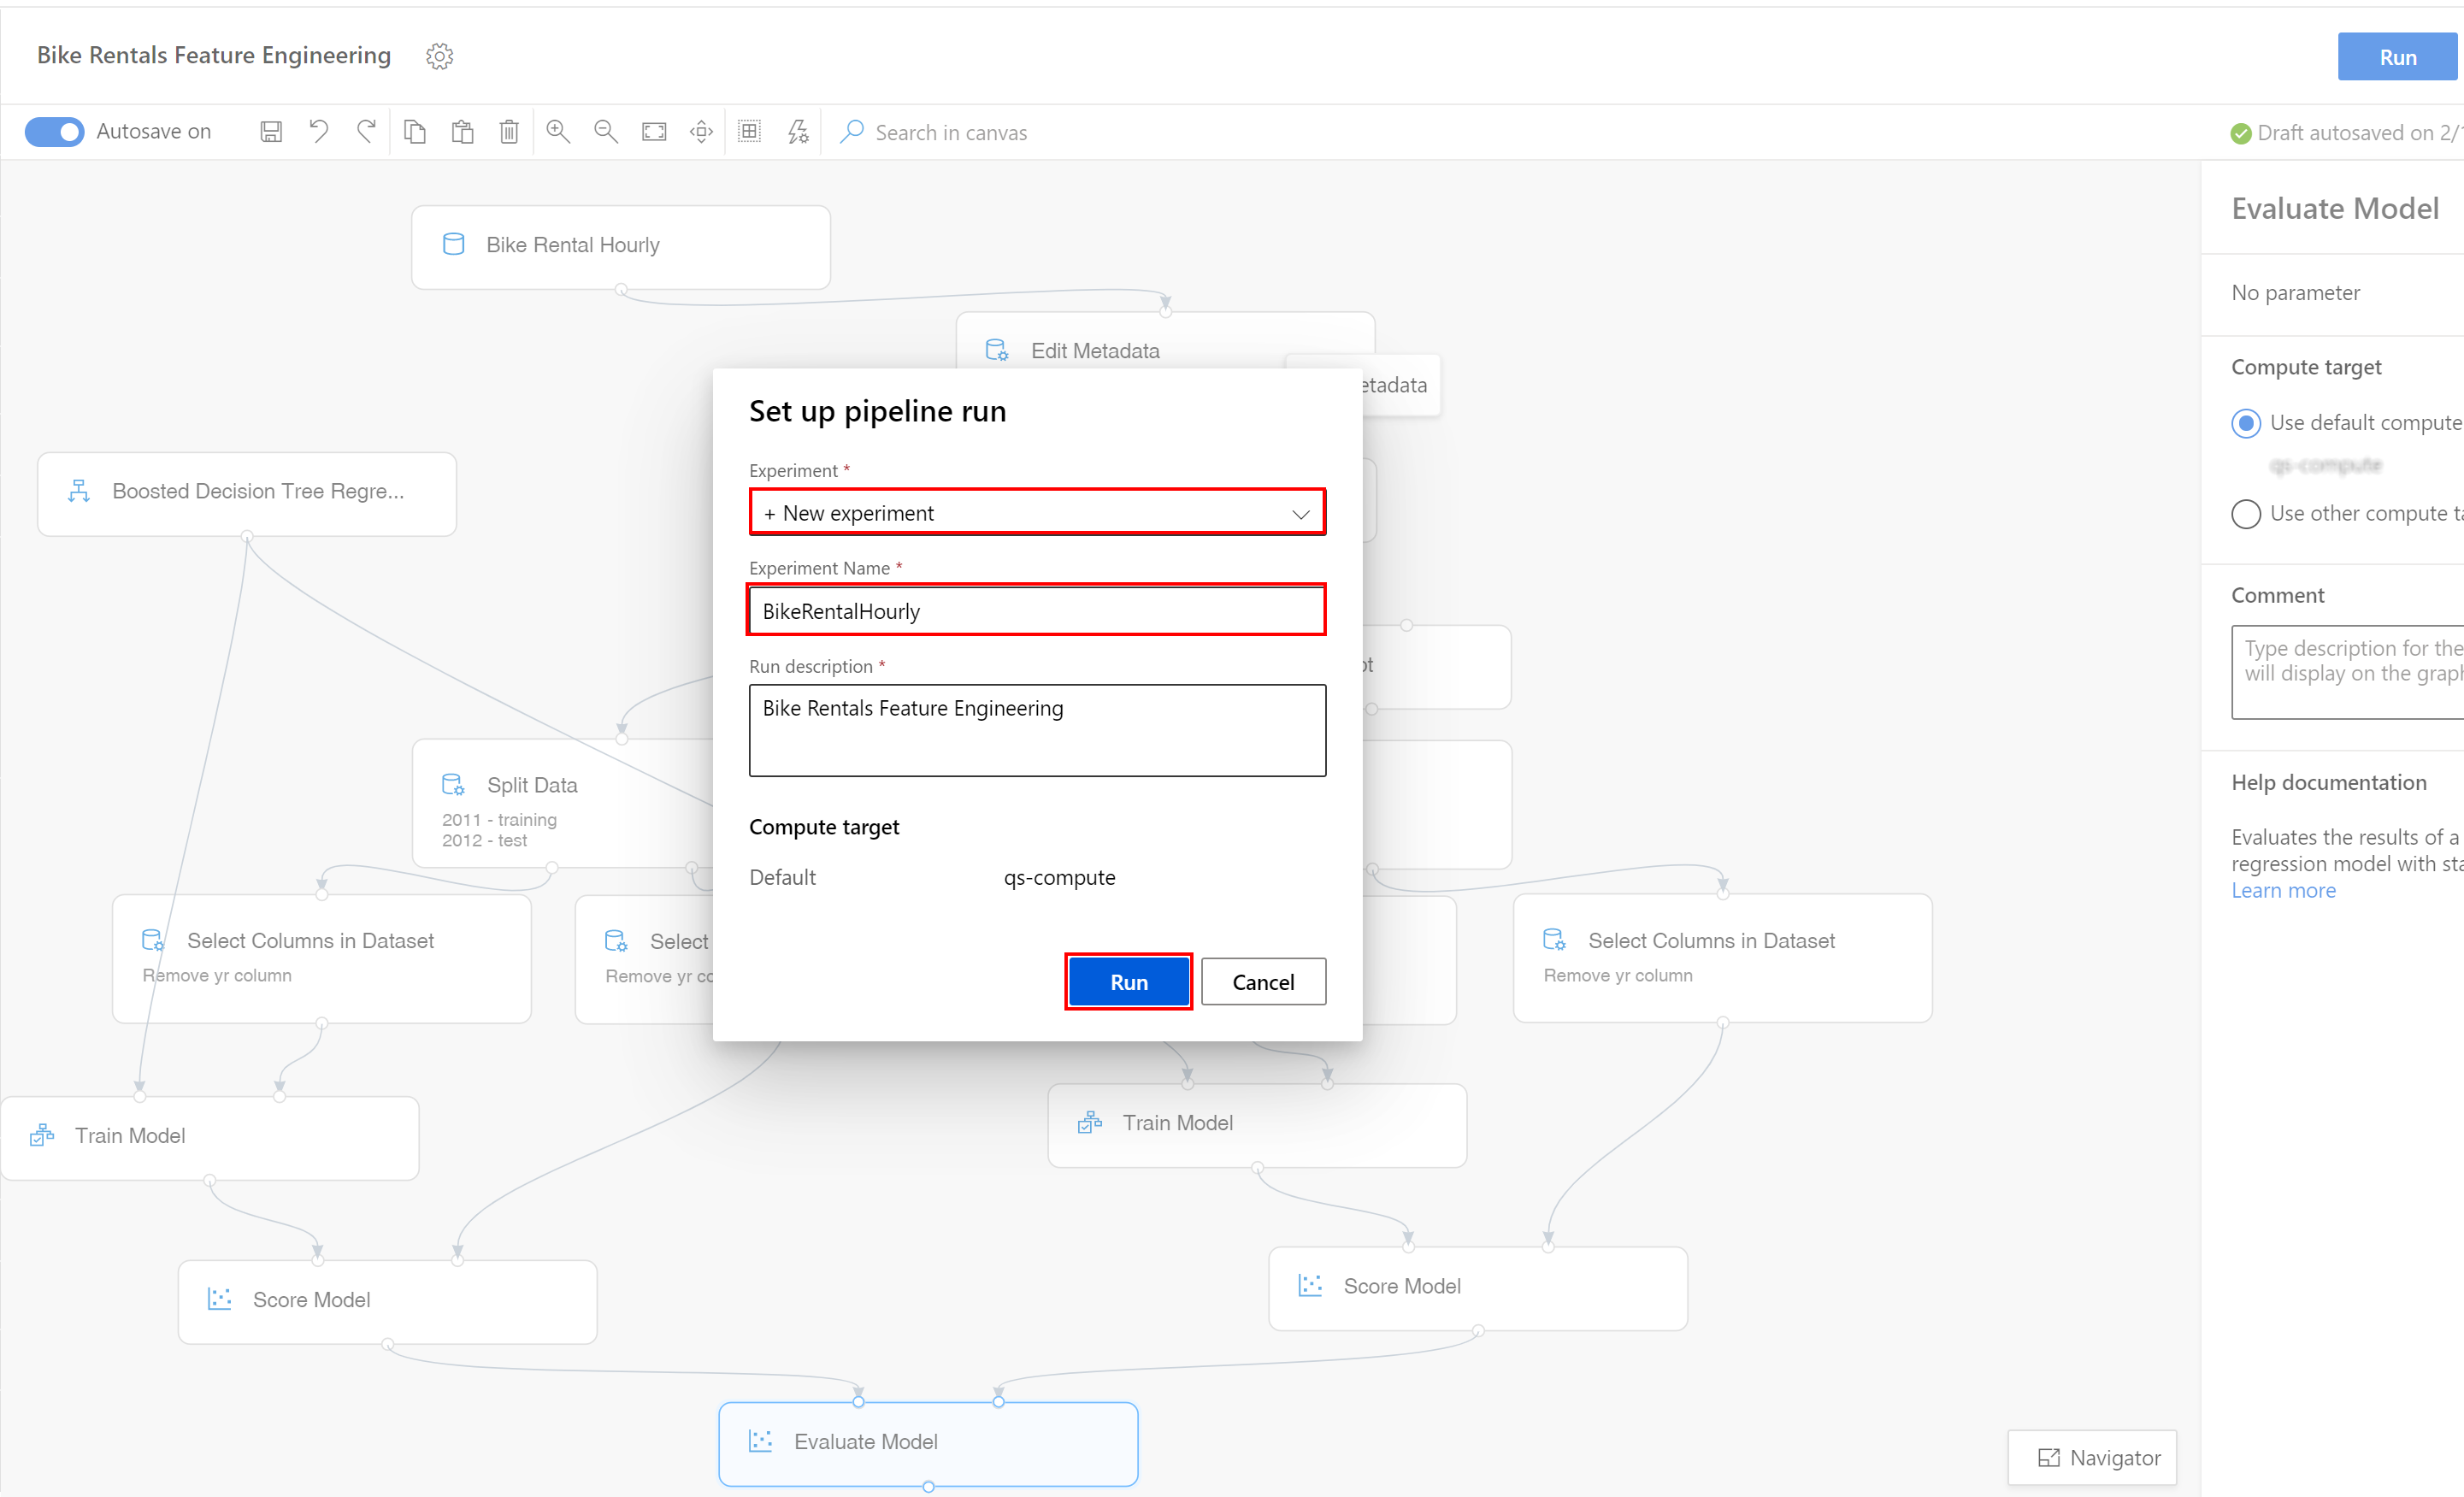 Bike Rentals Feature Engineering
Run
Autosave on
Search in canvas
Draft autosaved on 2/
Bike Rental Hourly
Edit Metadata
etadata
Boosted Decision Tree Regre...
Split Data
2011 - training
2012 - test
Select Columns in Dataset
Remove yr column
Select
Remove yr co
Select Columns in Dataset
Remove yr column
Train Model
Train Model
Score Model
Score Model
Evaluate Model
Navigator
Set up pipeline run
Experiment *
+ New experiment
Experiment Name *
BikeRentalHourly
Run description *
Bike Rentals Feature Engineering
Compute target
Default qs-compute
Run
Cancel
Evaluate Model
No parameter
Compute target
Use default compute
qs-compute
Use other compute ta
Comment
Type description for the
will display on the graph
Help documentation
Evaluates the results of a
regression model with sta
Learn more